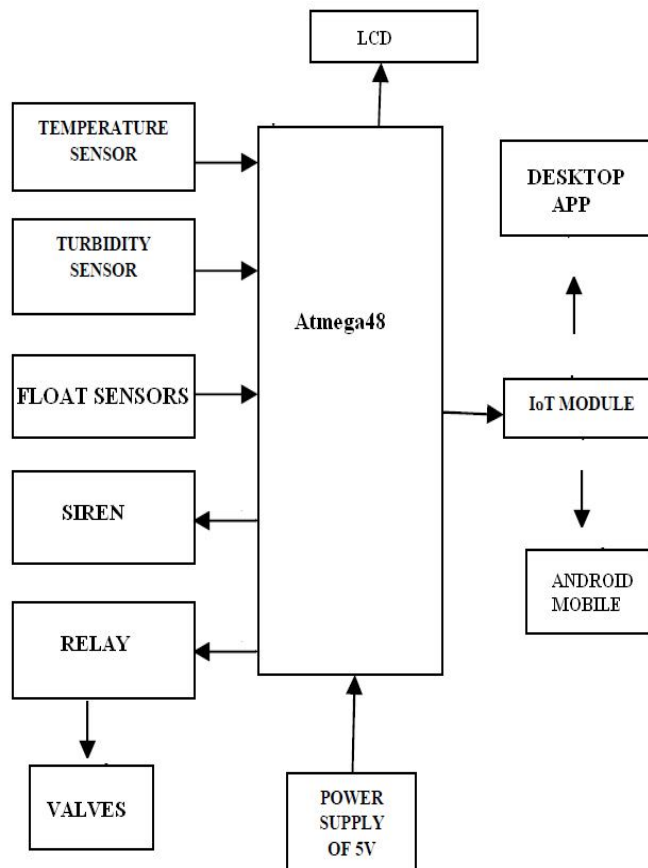 LCD
TEMPERATURE
SENSOR
TURBIDITY
SENSOR
FLOAT SENSORS
SIREN
RELAY
VALVES
Atmega48
POWER
SUPPLY
OF 5V
DESKTOP
APP
IoT MODULE
ANDROID
MOBILE